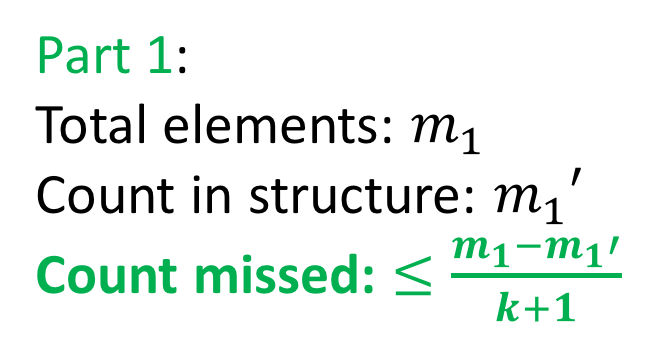 Part 1:
Total elements: m₁
Count in structure: m₁′
Count missed: ≤ (m₁−m₁′)/(k+1)